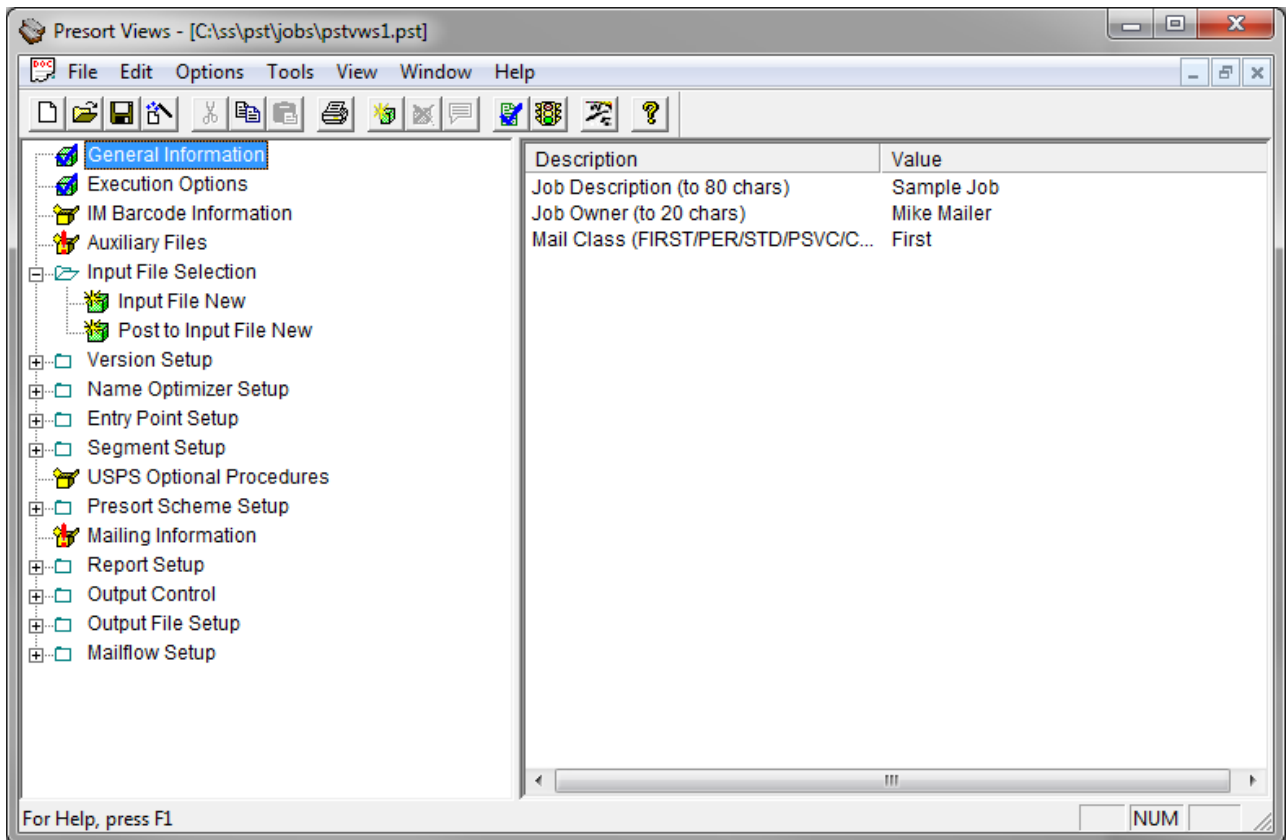 Presort Views - [C:\ss\pst\jobs\pstvws1.pst]
DOC File Edit Options Tools View Window Help
General Information
Execution Options
IM Barcode Information
Auxiliary Files
Input File Selection
Input File New
Post to Input File New
Version Setup
Name Optimizer Setup
Entry Point Setup
Segment Setup
USPS Optional Procedures
Presort Scheme Setup
Mailing Information
Report Setup
Output Control
Output File Setup
Mailflow Setup
Description Value
Job Description (to 80 chars) Sample Job
Job Owner (to 20 chars) Mike Mailer
Mail Class (FIRST/PER/STD/PSVC/C... First
For Help, press F1 NUM